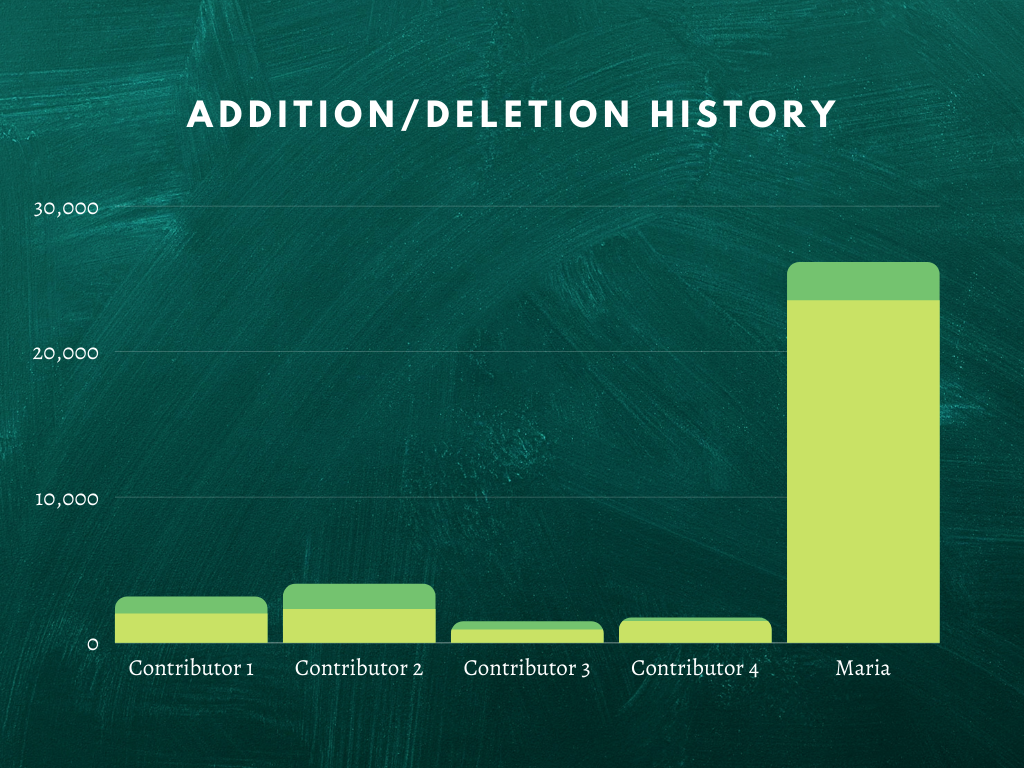 ADDITION/DELETION HISTORY
30,000
20,000
10,000
0
Contributor 1 Contributor 2 Contributor 3 Contributor 4 Maria